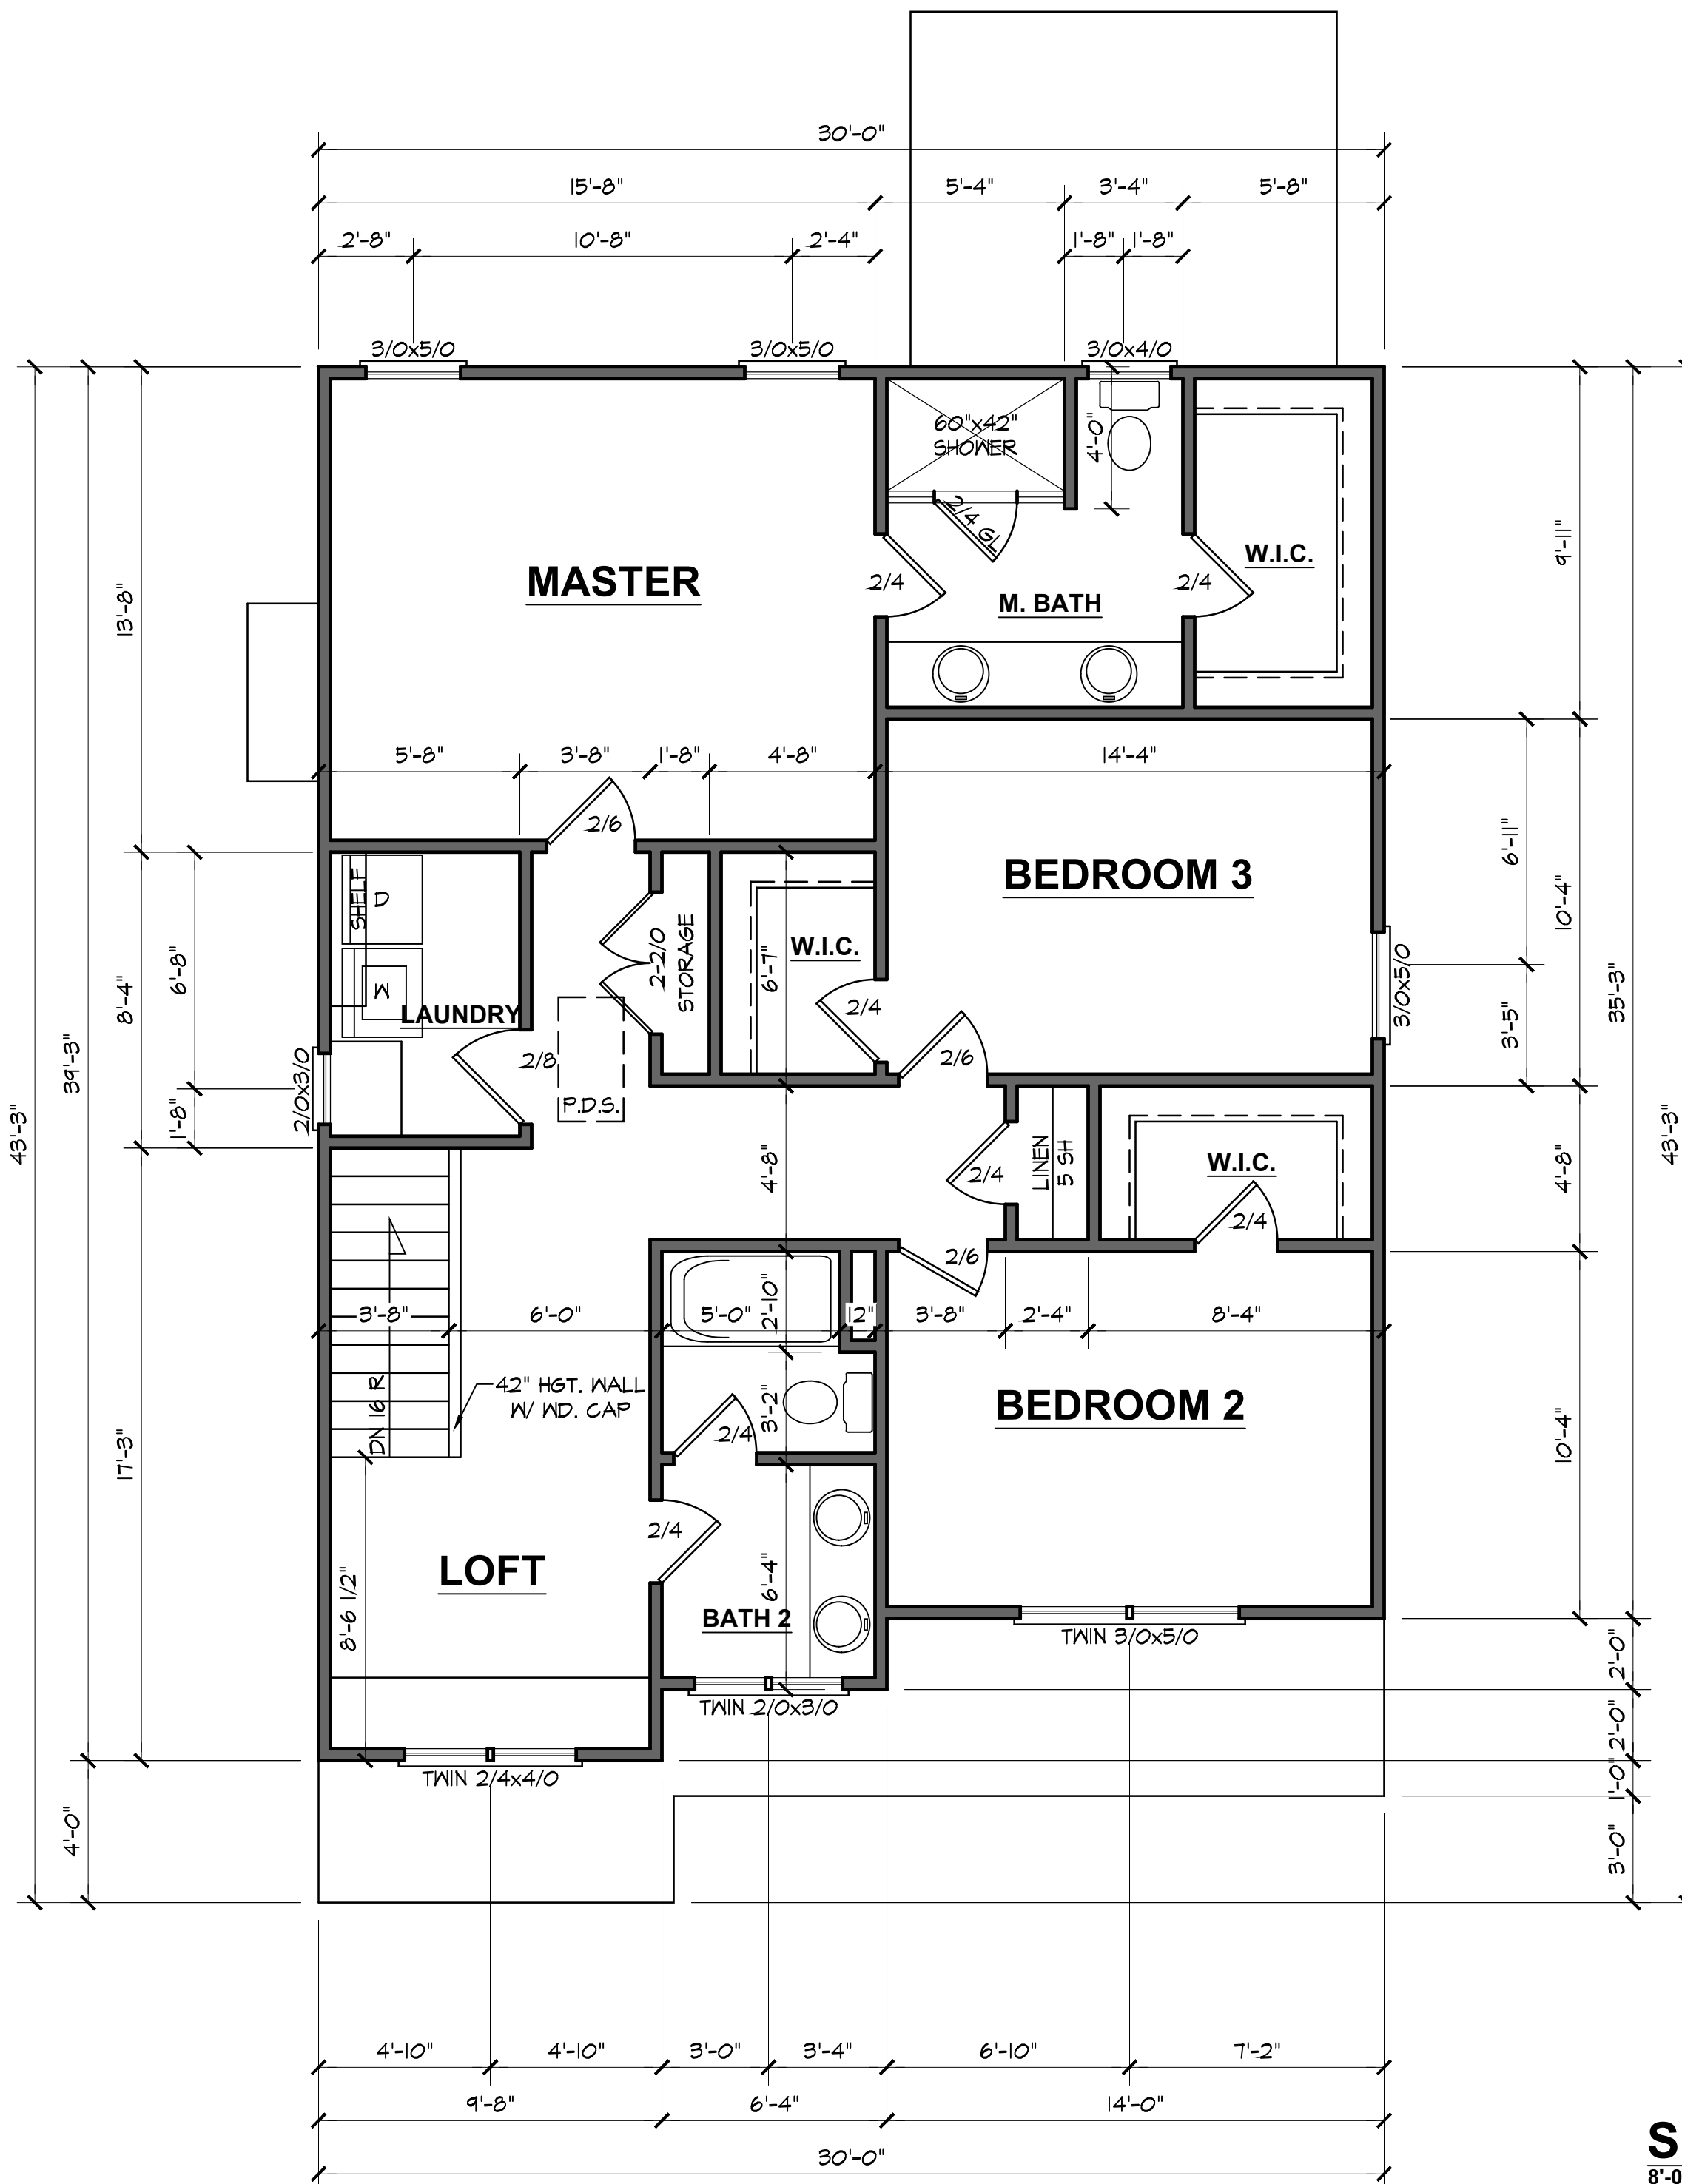 30'-0"
15'-8" 5'-4" 3'-4" 5'-8"
2'-8" 10'-8" 2'-4" 1'-8" 1'-8"
3/0x5/0 3/0x5/0 3/0x4/0
60"x42"
SHOWER
4'-0"
2/4 GL
W.I.C.
9'-11"
MASTER
2/4
2/4
M. BATH
13'-8"
5'-8" 3'-8" 1'-8" 4'-8" 14'-4"
2/6
6'-11"
BEDROOM 3
SHELF
D
10'-4"
2-2/0
STORAGE
W.I.C.
6'-7"
6'-8"
8'-4"
W
LAUNDRY
2/4
3/0x5/0
35'-3"
3'-5"
39'-3"
2/8
2/6
2/0x3/0
P.D.S.
1'-8"
43'-3"
43'-3"
4'-8"
LINEN
5 SH
2/4
W.I.C.
4'-8"
2/4
2/6
3'-8" 6'-0" 5'-0" 12" 3'-8" 2'-4" 8'-4"
2'-10"
42" HGT. WALL
W/ WD. CAP
DN 16 R
BEDROOM 2
3'-2"
2/4
17'-3"
10'-4"
2/4
LOFT
6'-4"
8'-6 1/2"
BATH 2
TWIN 3/0x5/0
2'-0"
TWIN 2/0x3/0
2'-0"
TWIN 2/4x4/0
1'-0"
4'-0"
3'-0"
4'-10" 4'-10" 3'-0" 3'-4" 6'-10" 7'-2"
9'-8" 6'-4" 14'-0"
30'-0"
S
8'-0